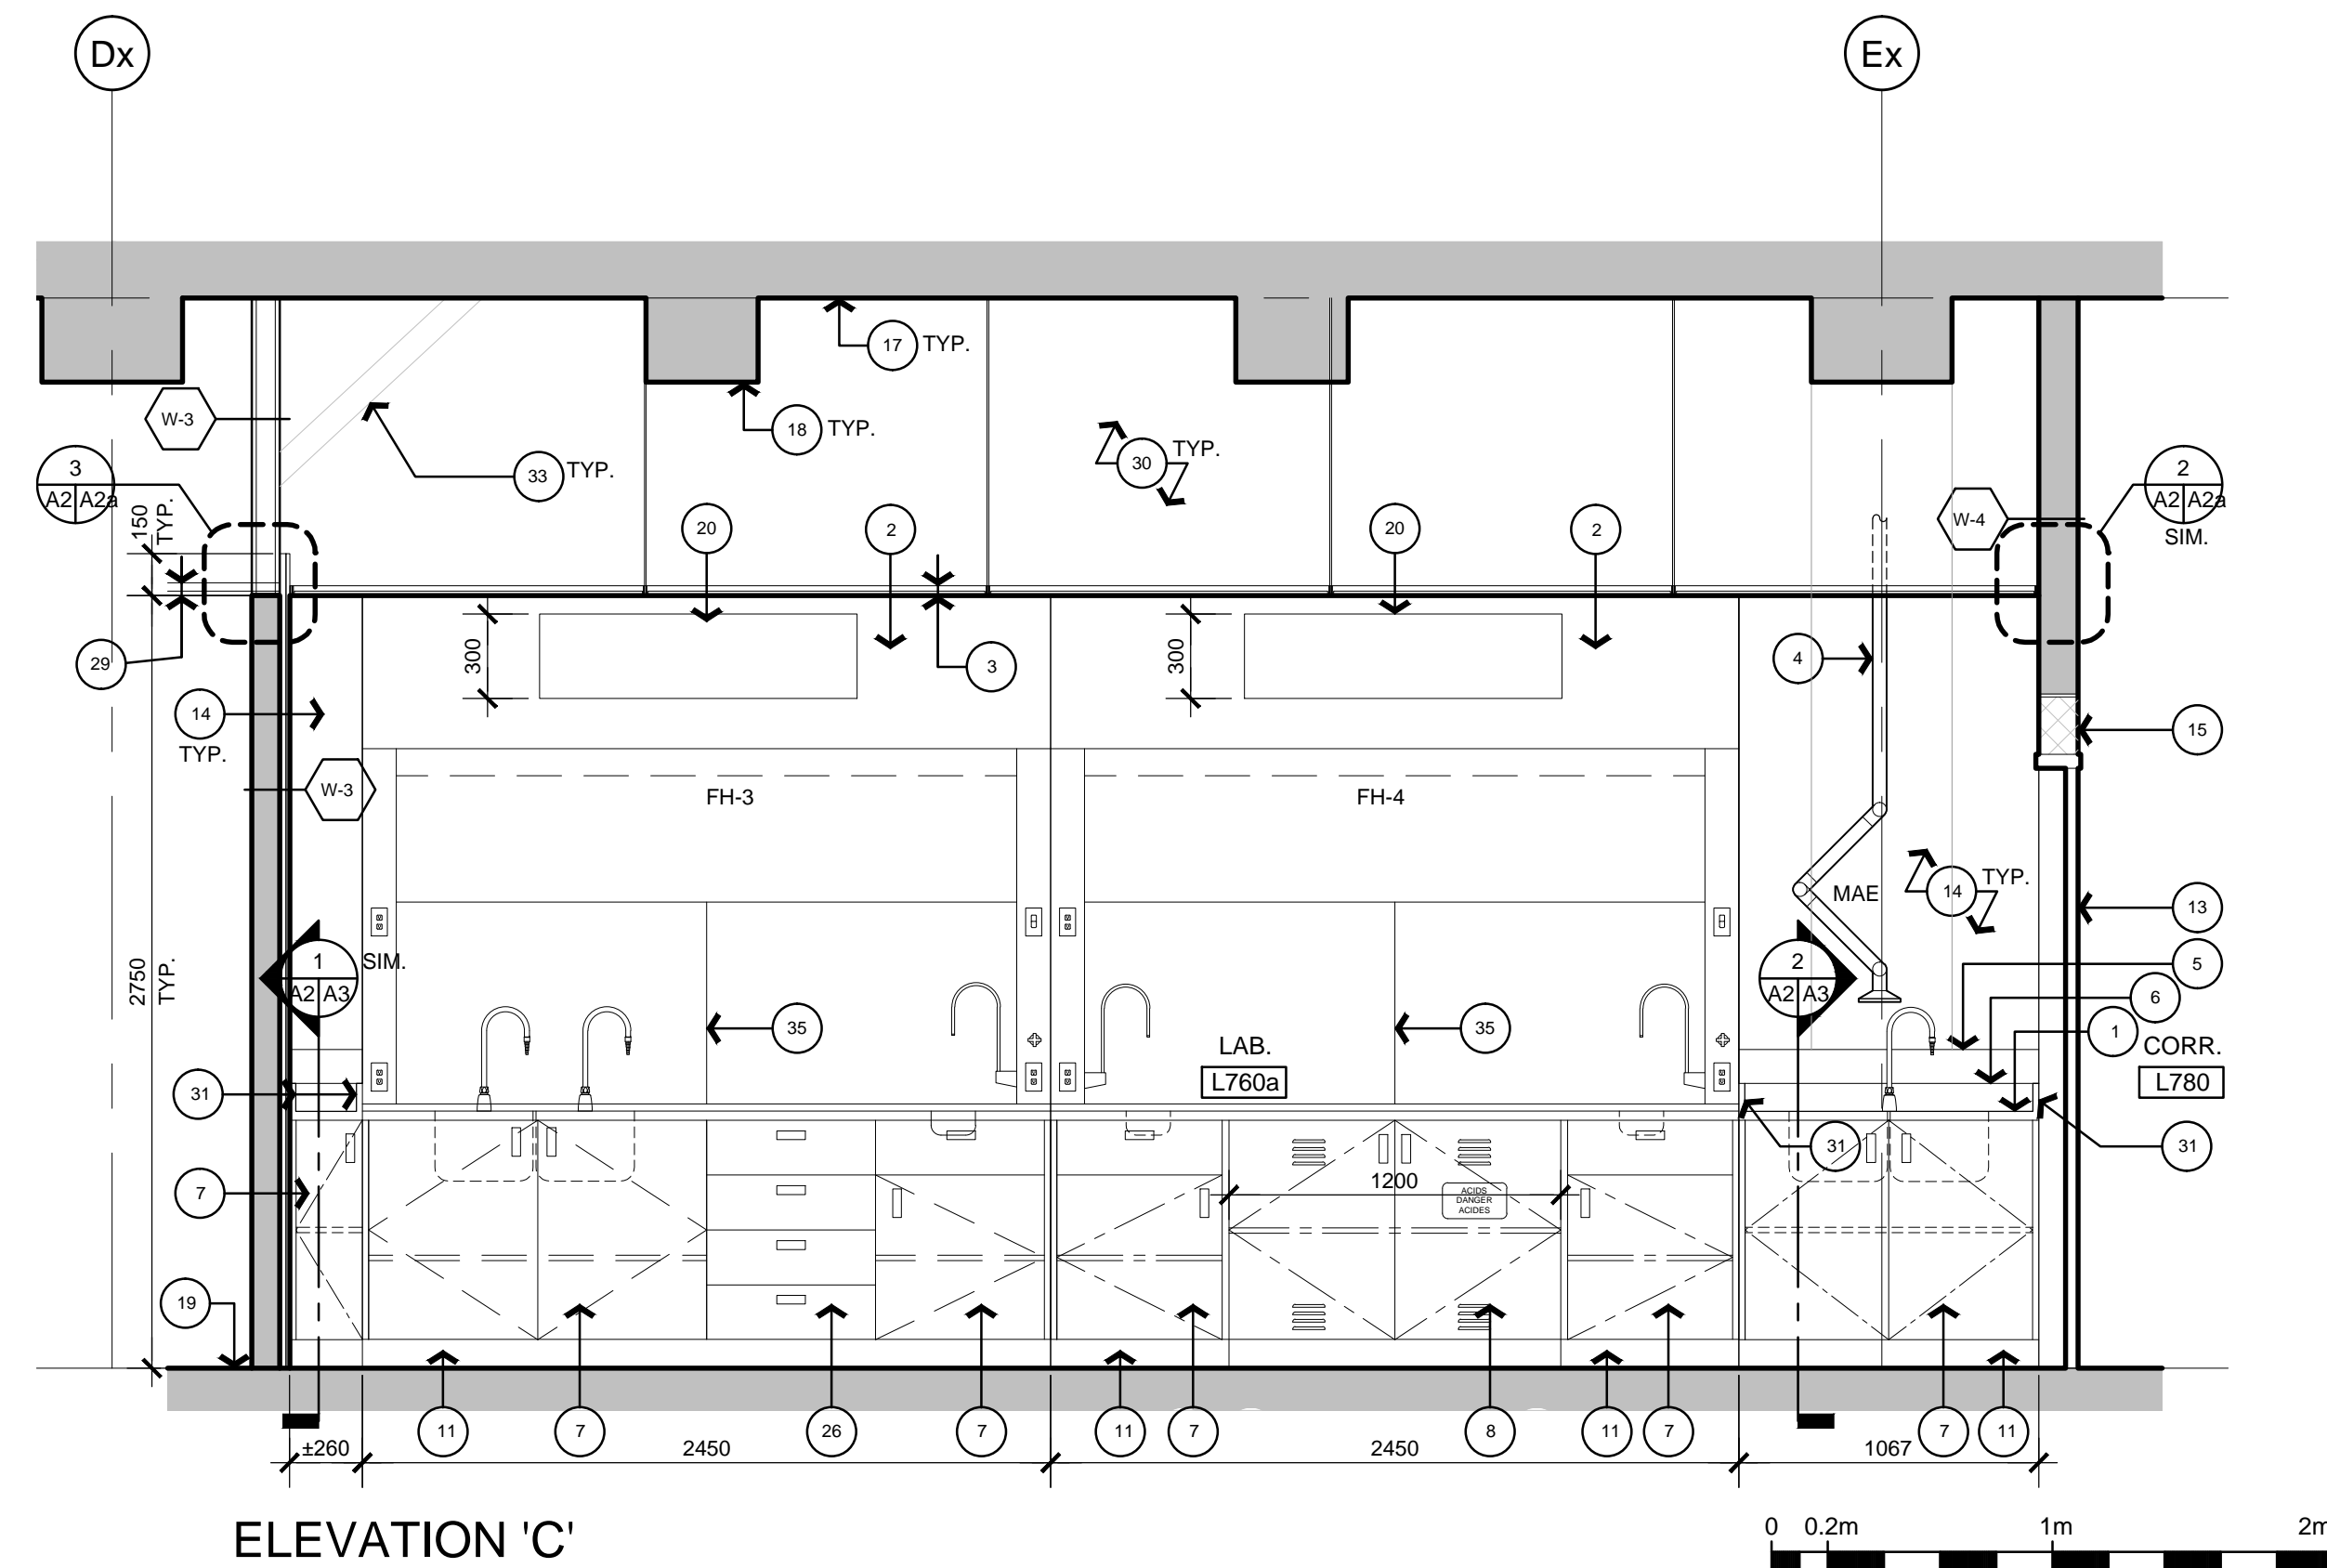 Dx
Ex
17 TYP.
W-3
18 TYP.
3
A2 A2a
33 TYP.
30 TYP.
2
A2 A2a
SIM.
W-4
150
TYP.
20
2
20
2
29
300
3
300
4
14
TYP.
15
W-3
FH-3
FH-4
MAE
14 TYP.
13
2750
TYP.
1
A2 A3
SIM.
2
A2 A3
5
6
35
35
1
LAB.
L760a
CORR.
L780
31
31
31
7
1200
ACIDS
DANGER
ACIDES
19
11
7
26
7
11
7
8
11
7
7
11
±260
2450
2450
1067
ELEVATION 'C'
0 0.2m 1m 2m